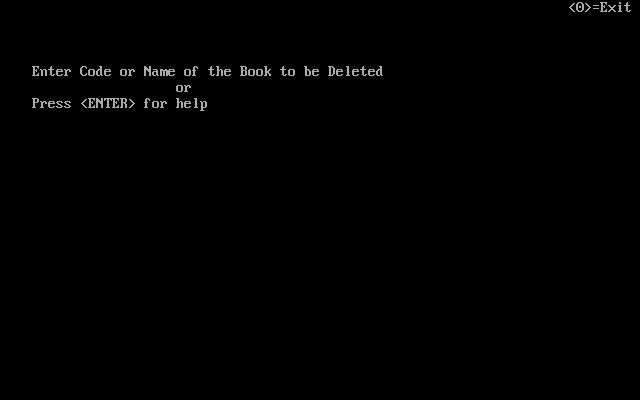 <0>=Exit
Enter Code or Name of the Book to be Deleted
or
Press <ENTER> for help